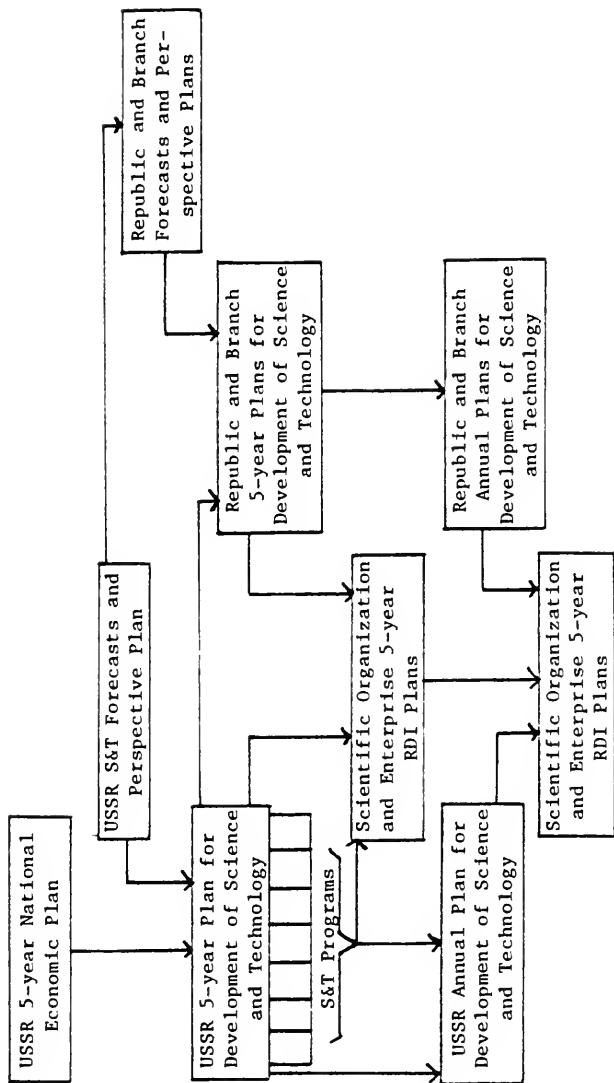 USSR 5-year National
Economic Plan
USSR S&T Forecasts and
Perspective Plan
Republic and Branch
Forecasts and Per-
spective Plans
USSR 5-year Plan for
Development of Science
and Technology
S&T Programs
Republic and Branch
5-year Plans for
Development of Science
and Technology
Scientific Organization
and Enterprise 5-year
RDI Plans
USSR Annual Plan for
Development of Science
and Technology
Republic and Branch
Annual Plans for
Development of Science
and Technology
Scientific Organization
and Enterprise 5-year
RDI Plans